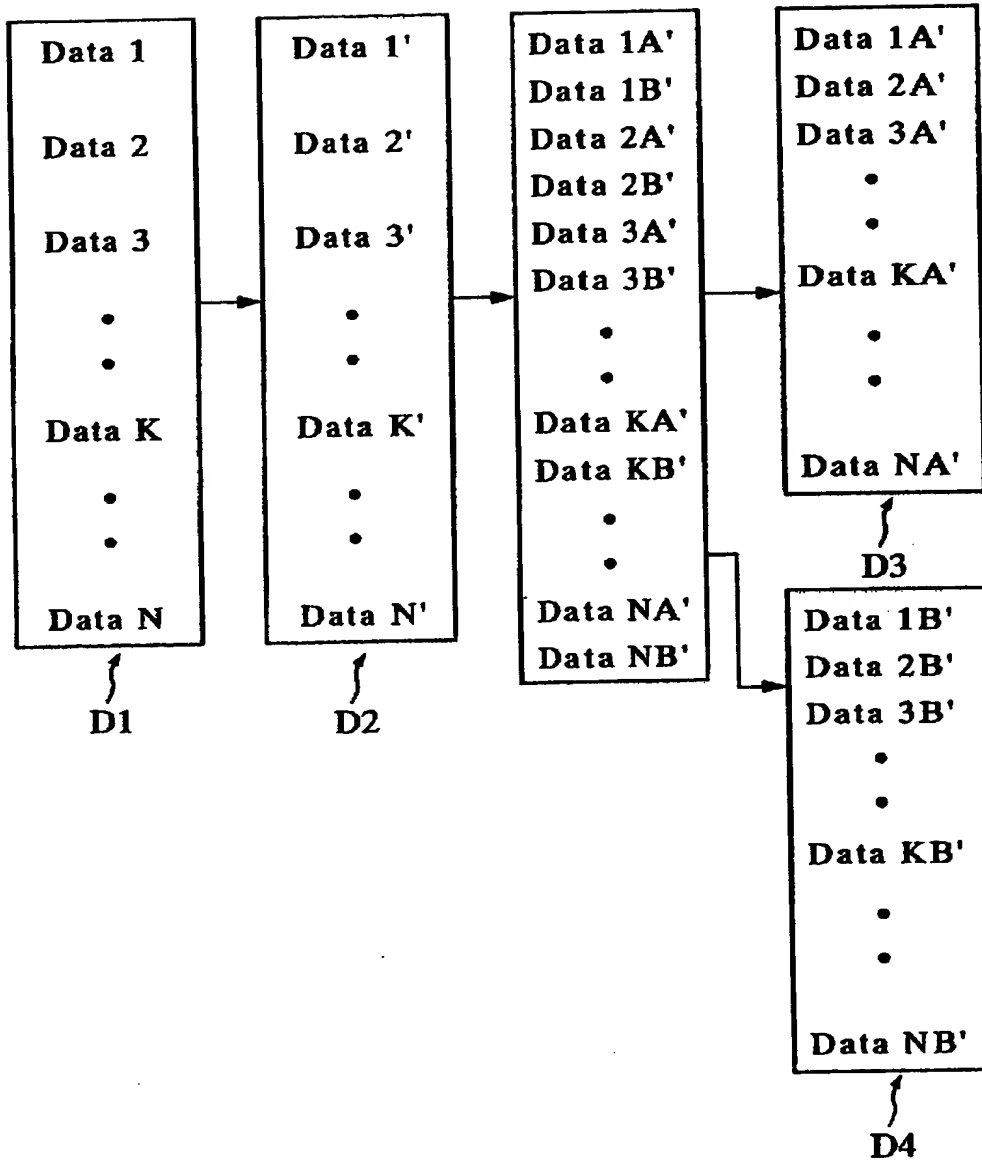 Data 1
Data 2
Data 3
Data K
Data N
D1
Data 1'
Data 2'
Data 3'
Data K'
Data N'
D2
Data 1A'
Data 1B'
Data 2A'
Data 2B'
Data 3A'
Data 3B'
Data KA'
Data KB'
Data NA'
Data NB'
Data 1A'
Data 2A'
Data 3A'
Data KA'
Data NA'
D3
Data 1B'
Data 2B'
Data 3B'
Data KB'
Data NB'
D4